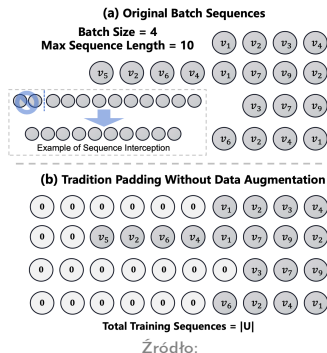 (a) Original Batch Sequences
Batch Size = 4
Max Sequence Length = 10
v₁ v₂ v₃ v₄
v₅ v₂ v₆ v₄ v₁ v₇ v₉ v₂
v₃ v₇ v₉
v₆ v₂ v₄ v₁
Example of Sequence Interception
(b) Tradition Padding Without Data Augmentation
0 0 0 0 0 0 v₁ v₂ v₃ v₄
0 0 v₅ v₂ v₆ v₄ v₁ v₇ v₉ v₂
0 0 0 0 0 0 0 v₃ v₇ v₉
0 0 0 0 0 0 v₆ v₂ v₄ v₁
Total Training Sequences = |U|
Źródło: